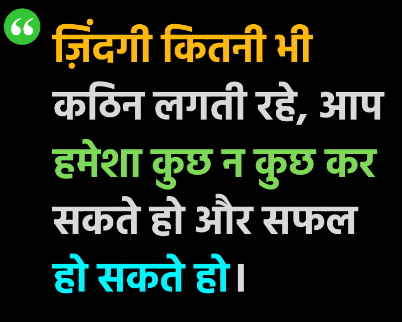 “
ज़िंदगी कितनी भी
कठिन लगती रहे, आप
हमेशा कुछ न कुछ कर
सकते हो और सफल
हो सकते हो।